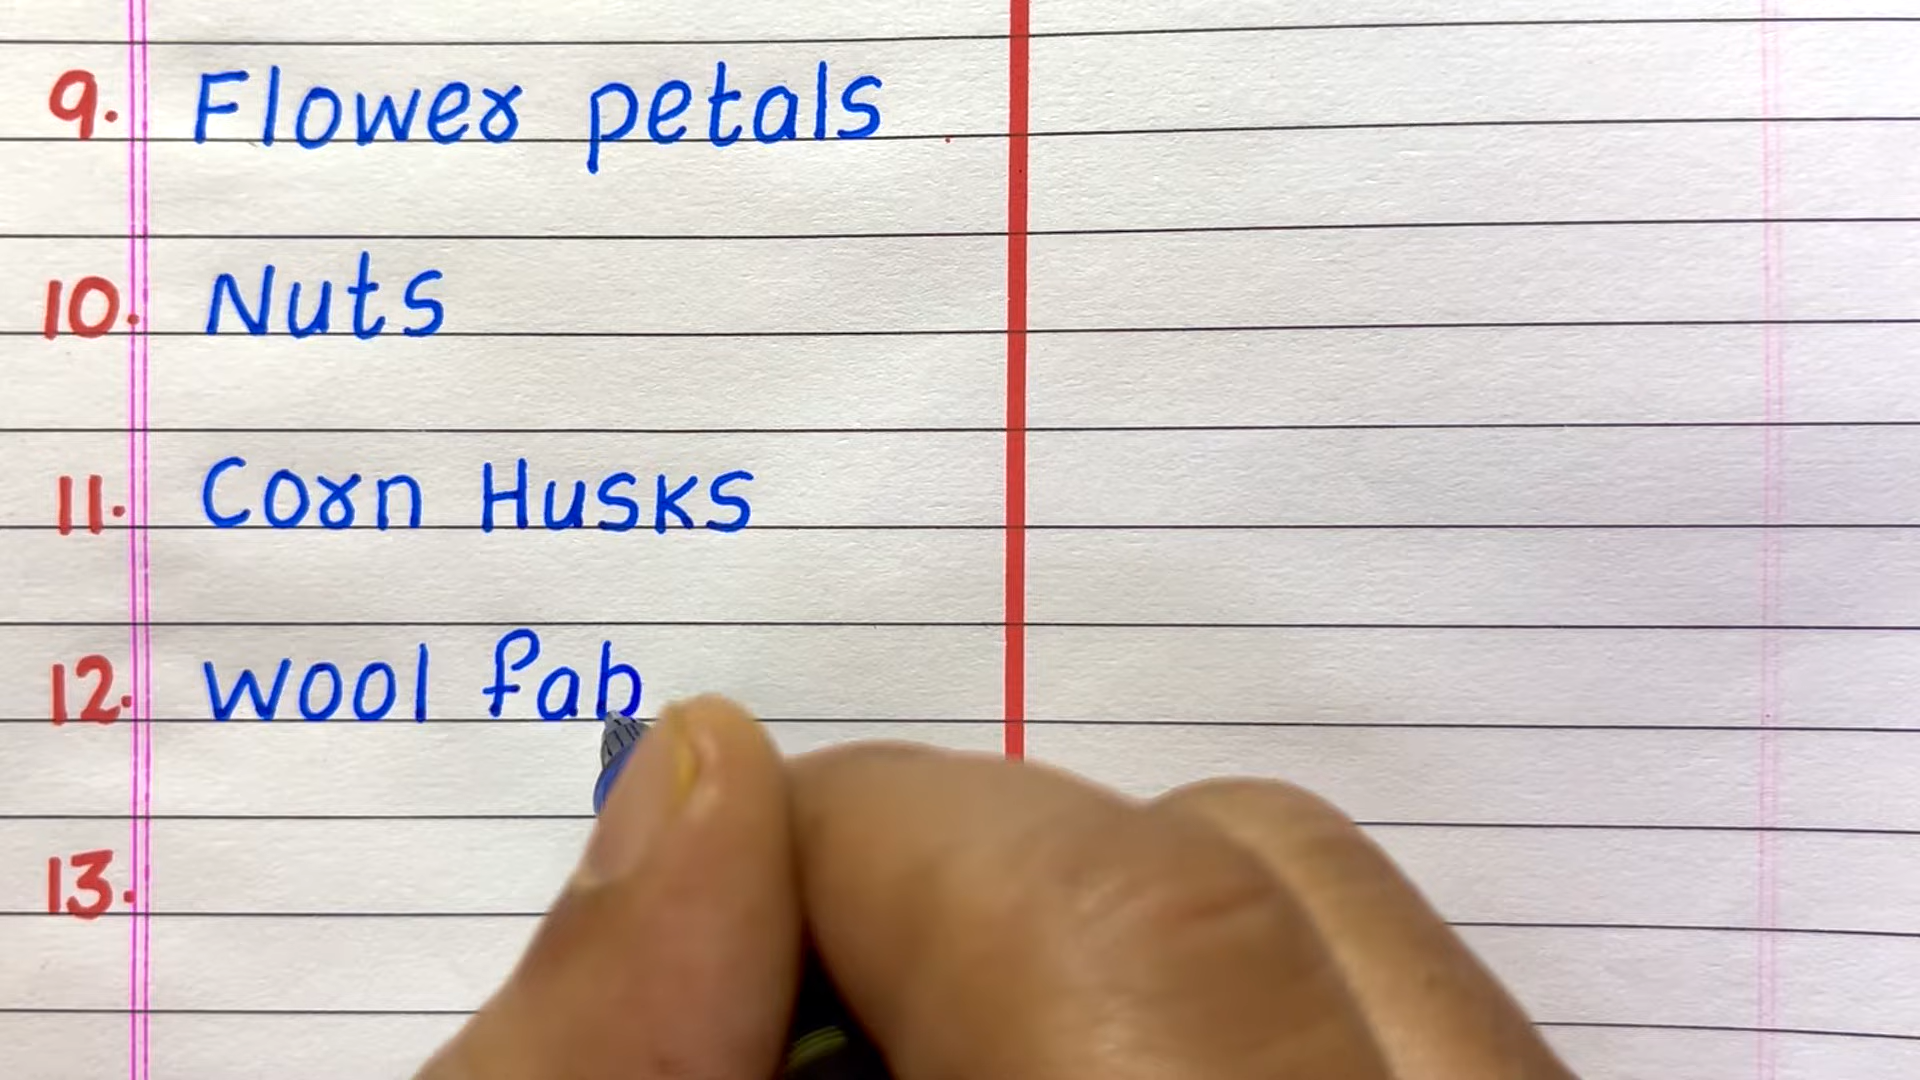 9. Flower petals
10. Nuts
11. Corn Husks
12. Wool fab
13.